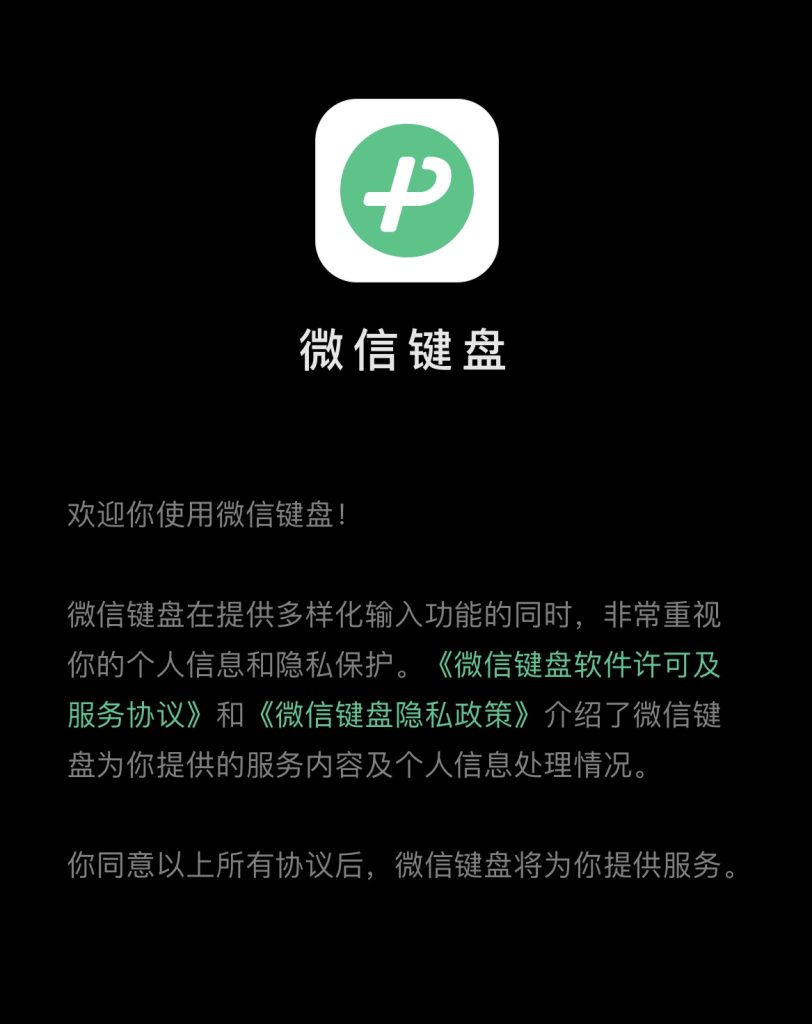 微信键盘
欢迎你使用微信键盘！
微信键盘在提供多样化输入功能的同时，非常重视
你的个人信息和隐私保护。《微信键盘软件许可及
服务协议》和《微信键盘隐私政策》介绍了微信键
盘为你提供的服务内容及个人信息处理情况。
你同意以上所有协议后，微信键盘将为你提供服务。